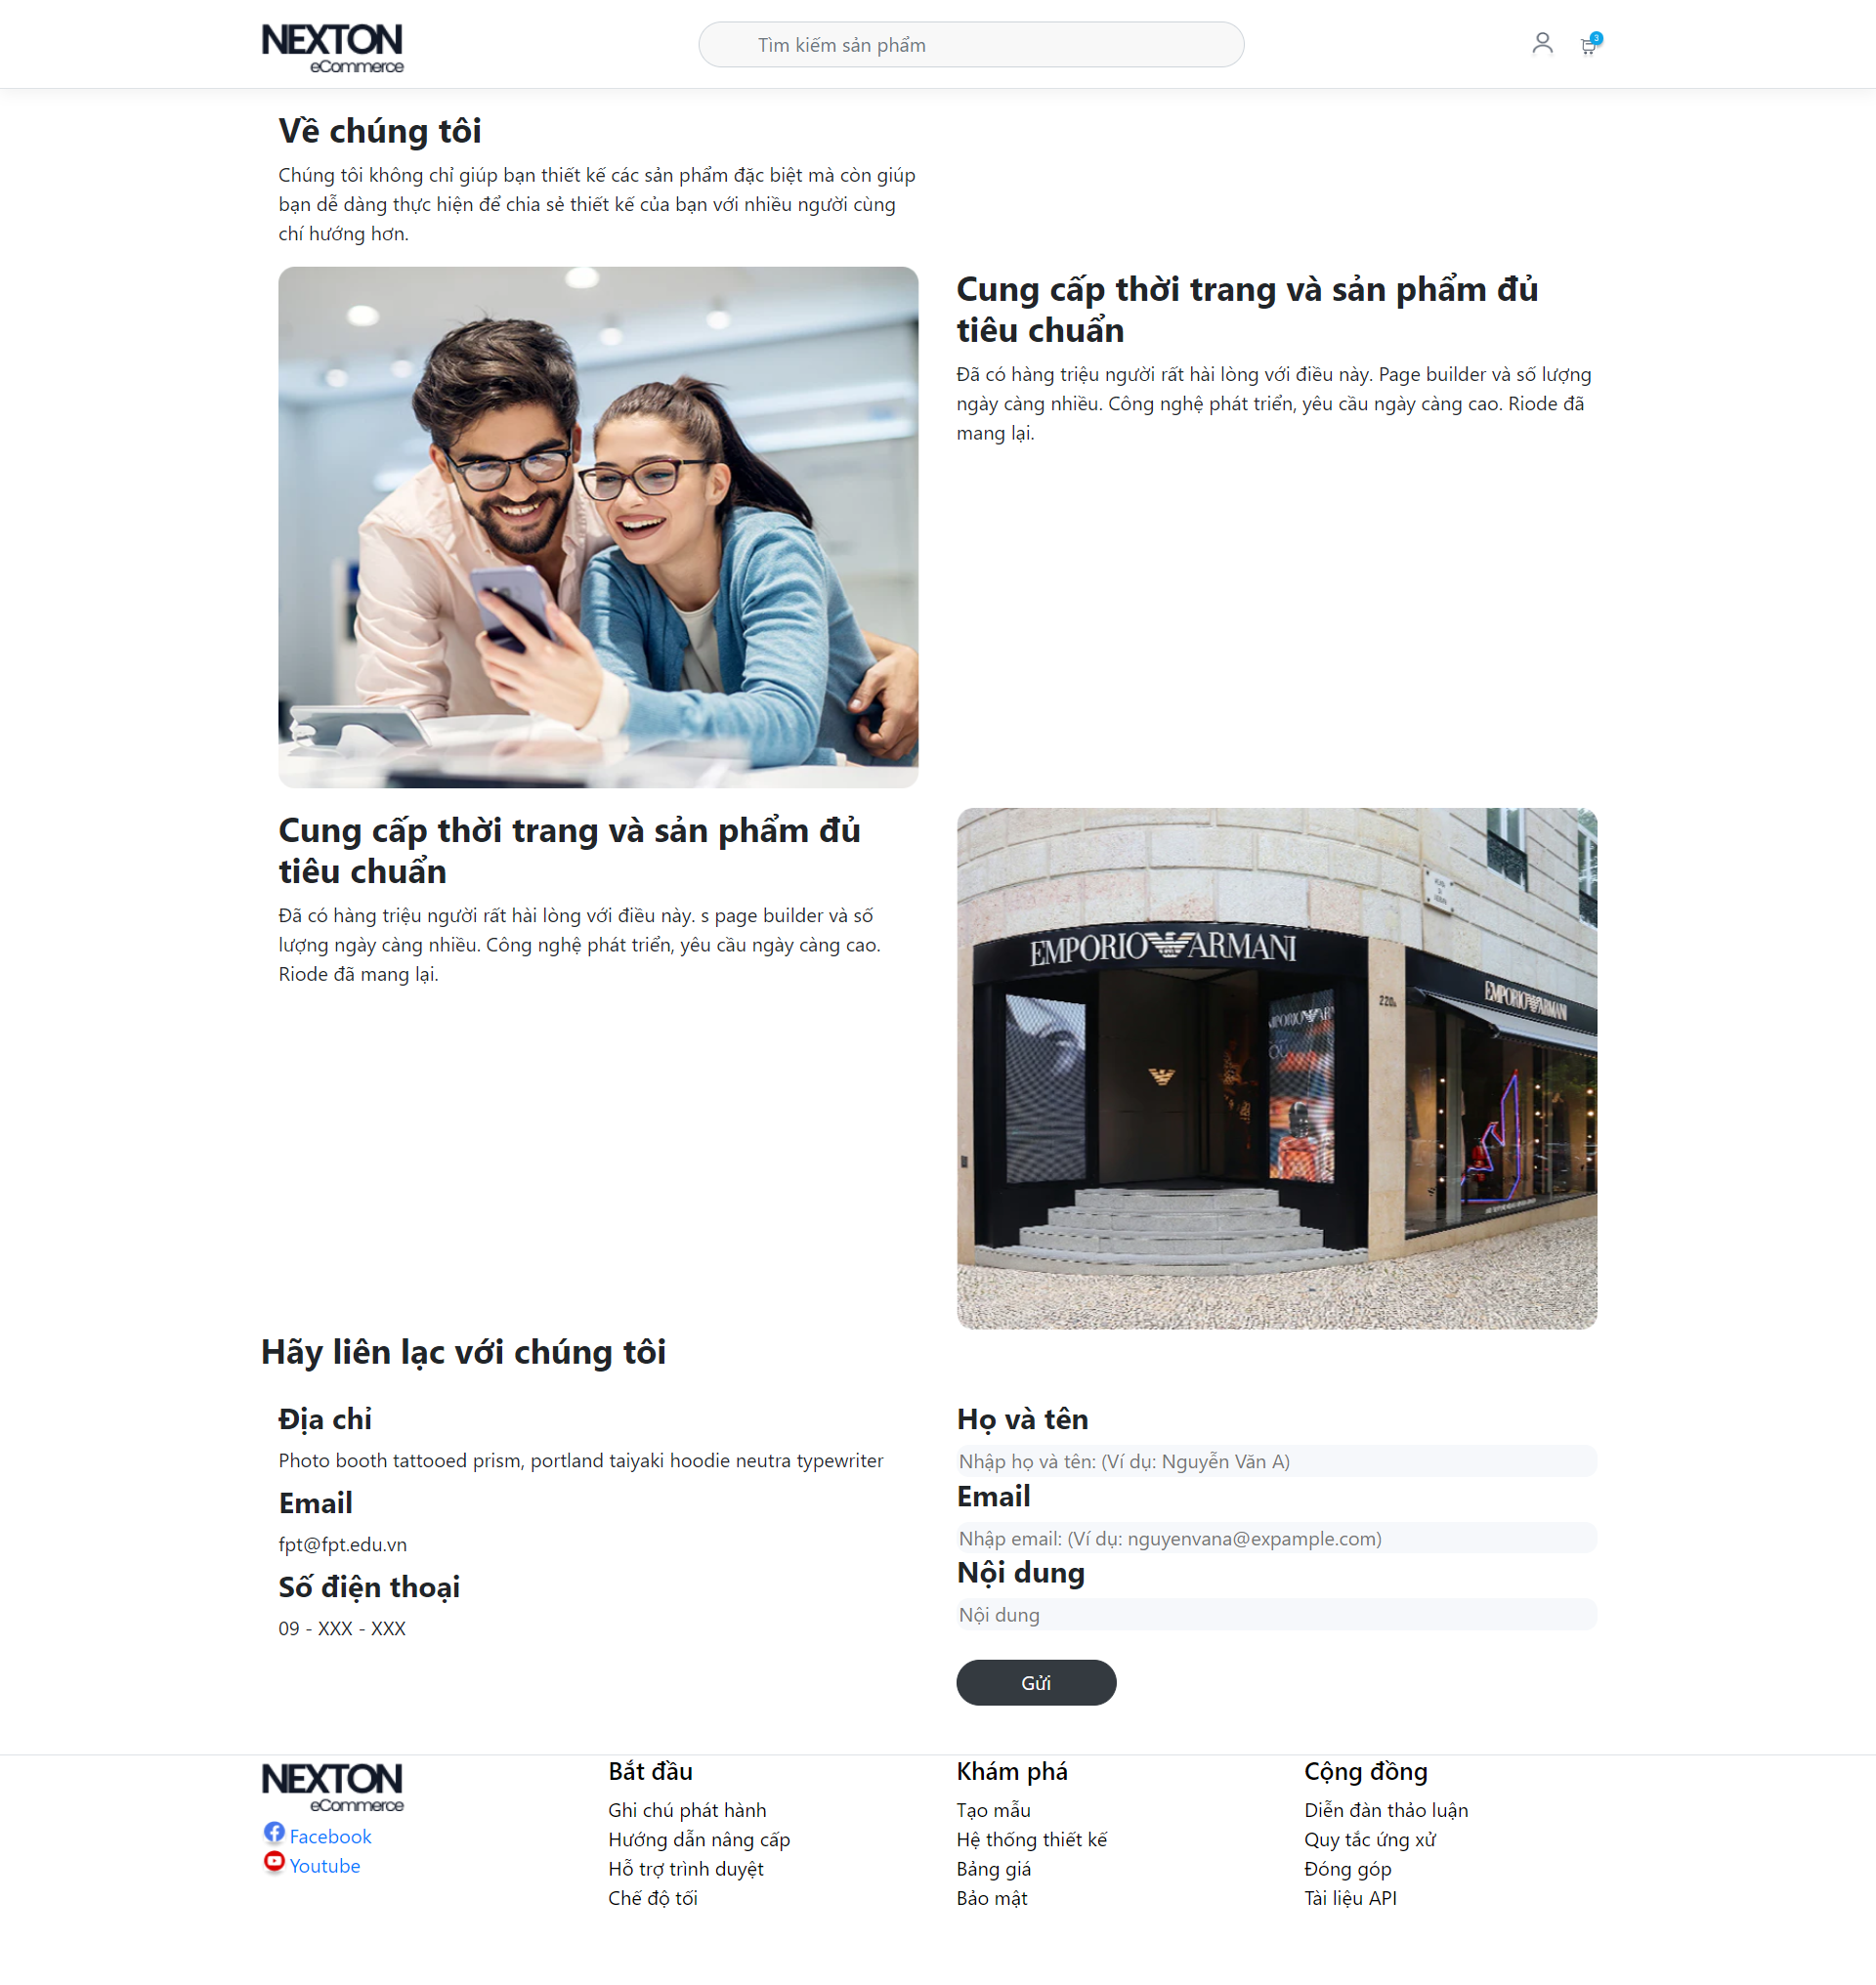 NEXTON
eCommerce
Tìm kiếm sản phẩm
3
Về chúng tôi
Chúng tôi không chỉ giúp bạn thiết kế các sản phẩm đặc biệt mà còn giúp
bạn dễ dàng thực hiện để chia sẻ thiết kế của bạn với nhiều người cùng
chí hướng hơn.
Cung cấp thời trang và sản phẩm đủ
tiêu chuẩn
Đã có hàng triệu người rất hài lòng với điều này. Page builder và số lượng
ngày càng nhiều. Công nghệ phát triển, yêu cầu ngày càng cao. Riode đã
mang lại.
Cung cấp thời trang và sản phẩm đủ
tiêu chuẩn
Đã có hàng triệu người rất hài lòng với điều này. s page builder và số
lượng ngày càng nhiều. Công nghệ phát triển, yêu cầu ngày càng cao.
Riode đã mang lại.
EMPORIO ARMANI
EMPORIO ARMANI
220
Hãy liên lạc với chúng tôi
Địa chỉ
Photo booth tattooed prism, portland taiyaki hoodie neutra typewriter
Email
fpt@fpt.edu.vn
Số điện thoại
09 - XXX - XXX
Họ và tên
Nhập họ và tên: (Ví dụ: Nguyễn Văn A)
Email
Nhập email: (Ví dụ: nguyenvana@expample.com)
Nội dung
Nội dung
Gửi
NEXTON
eCommerce
Facebook
Youtube
Bắt đầu
Ghi chú phát hành
Hướng dẫn nâng cấp
Hỗ trợ trình duyệt
Chế độ tối
Khám phá
Tạo mẫu
Hệ thống thiết kế
Bảng giá
Bảo mật
Cộng đồng
Diễn đàn thảo luận
Quy tắc ứng xử
Đóng góp
Tài liệu API